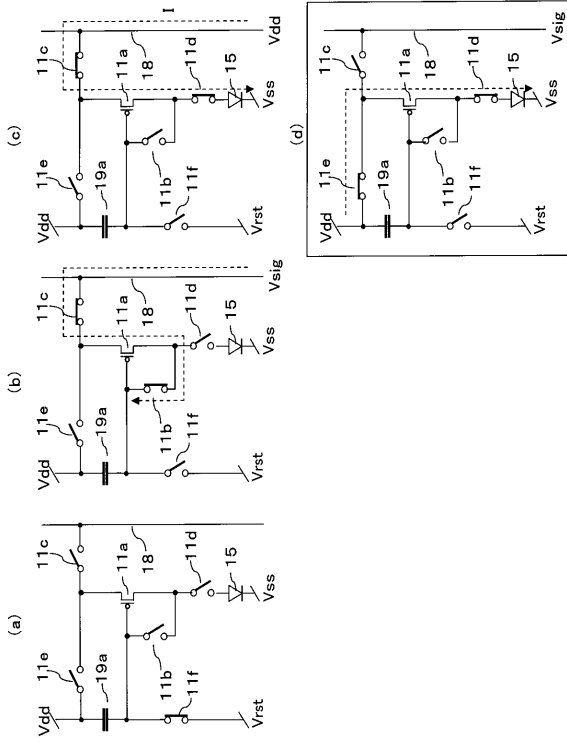 (a)
Vdd
11e
19a
11c
11a
18
11b
11d
11f
15
Vrst
Vss
(b)
Vdd
11e
19a
11c
11a
18
11b
11d
11f
15
Vrst
Vss
Vsig
(c)
Vdd
11e
19a
11c
I
11a
18
11b
11d
11f
15
Vrst
Vss
Vdd
(d)
Vdd
11e
19a
11c
11a
18
11b
11d
11f
15
Vrst
Vss
Vsig